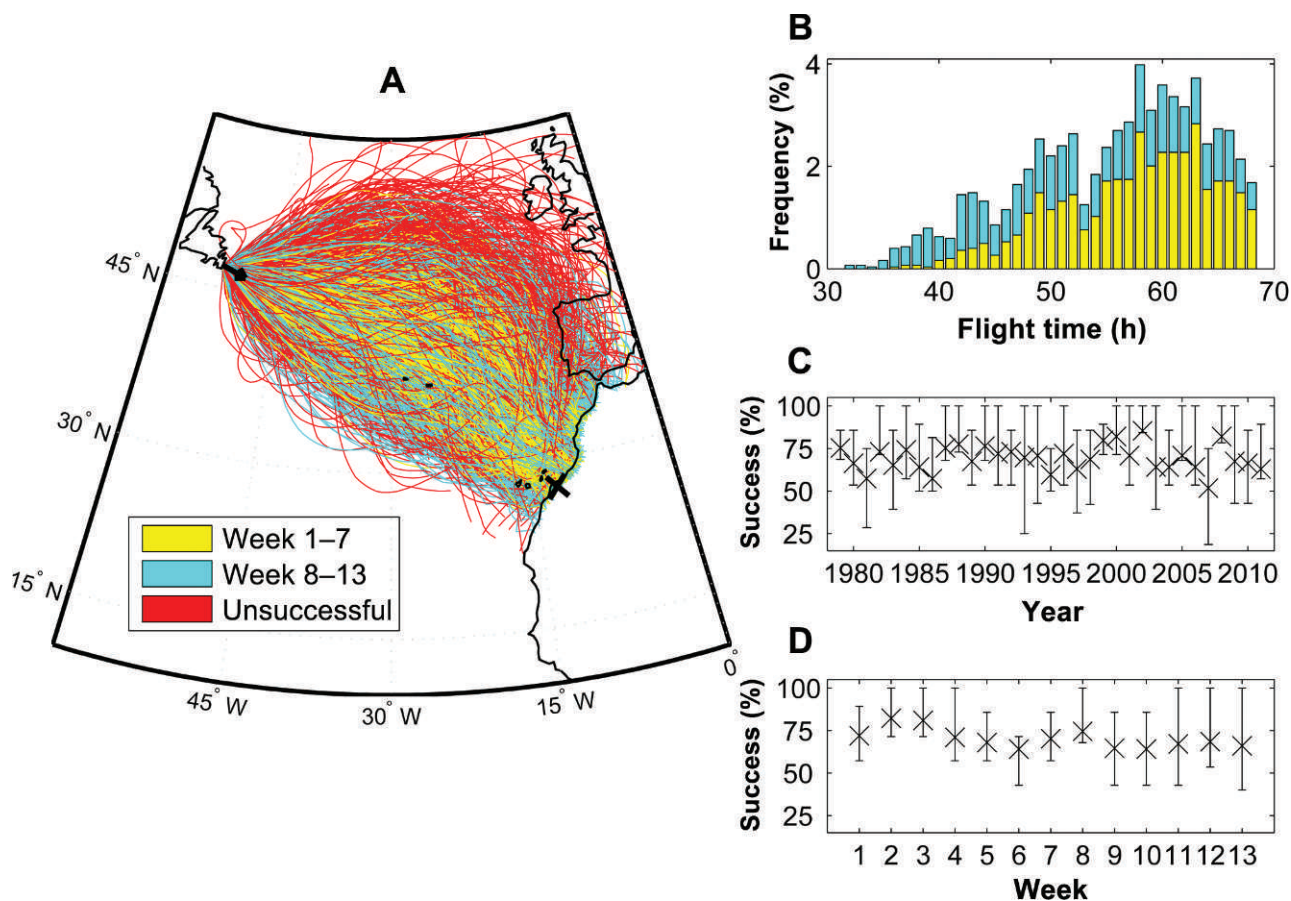 A
45° N
30° N
15° N
45° W
30° W
15° W
0°
Week 1–7
Week 8–13
Unsuccessful
B
Frequency (%)
4
2
0
30 40 50 60 70
Flight time (h)
C
Success (%)
100
75
50
25
1980 1985 1990 1995 2000 2005 2010
Year
D
Success (%)
100
75
50
25
1 2 3 4 5 6 7 8 9 10 11 12 13
Week